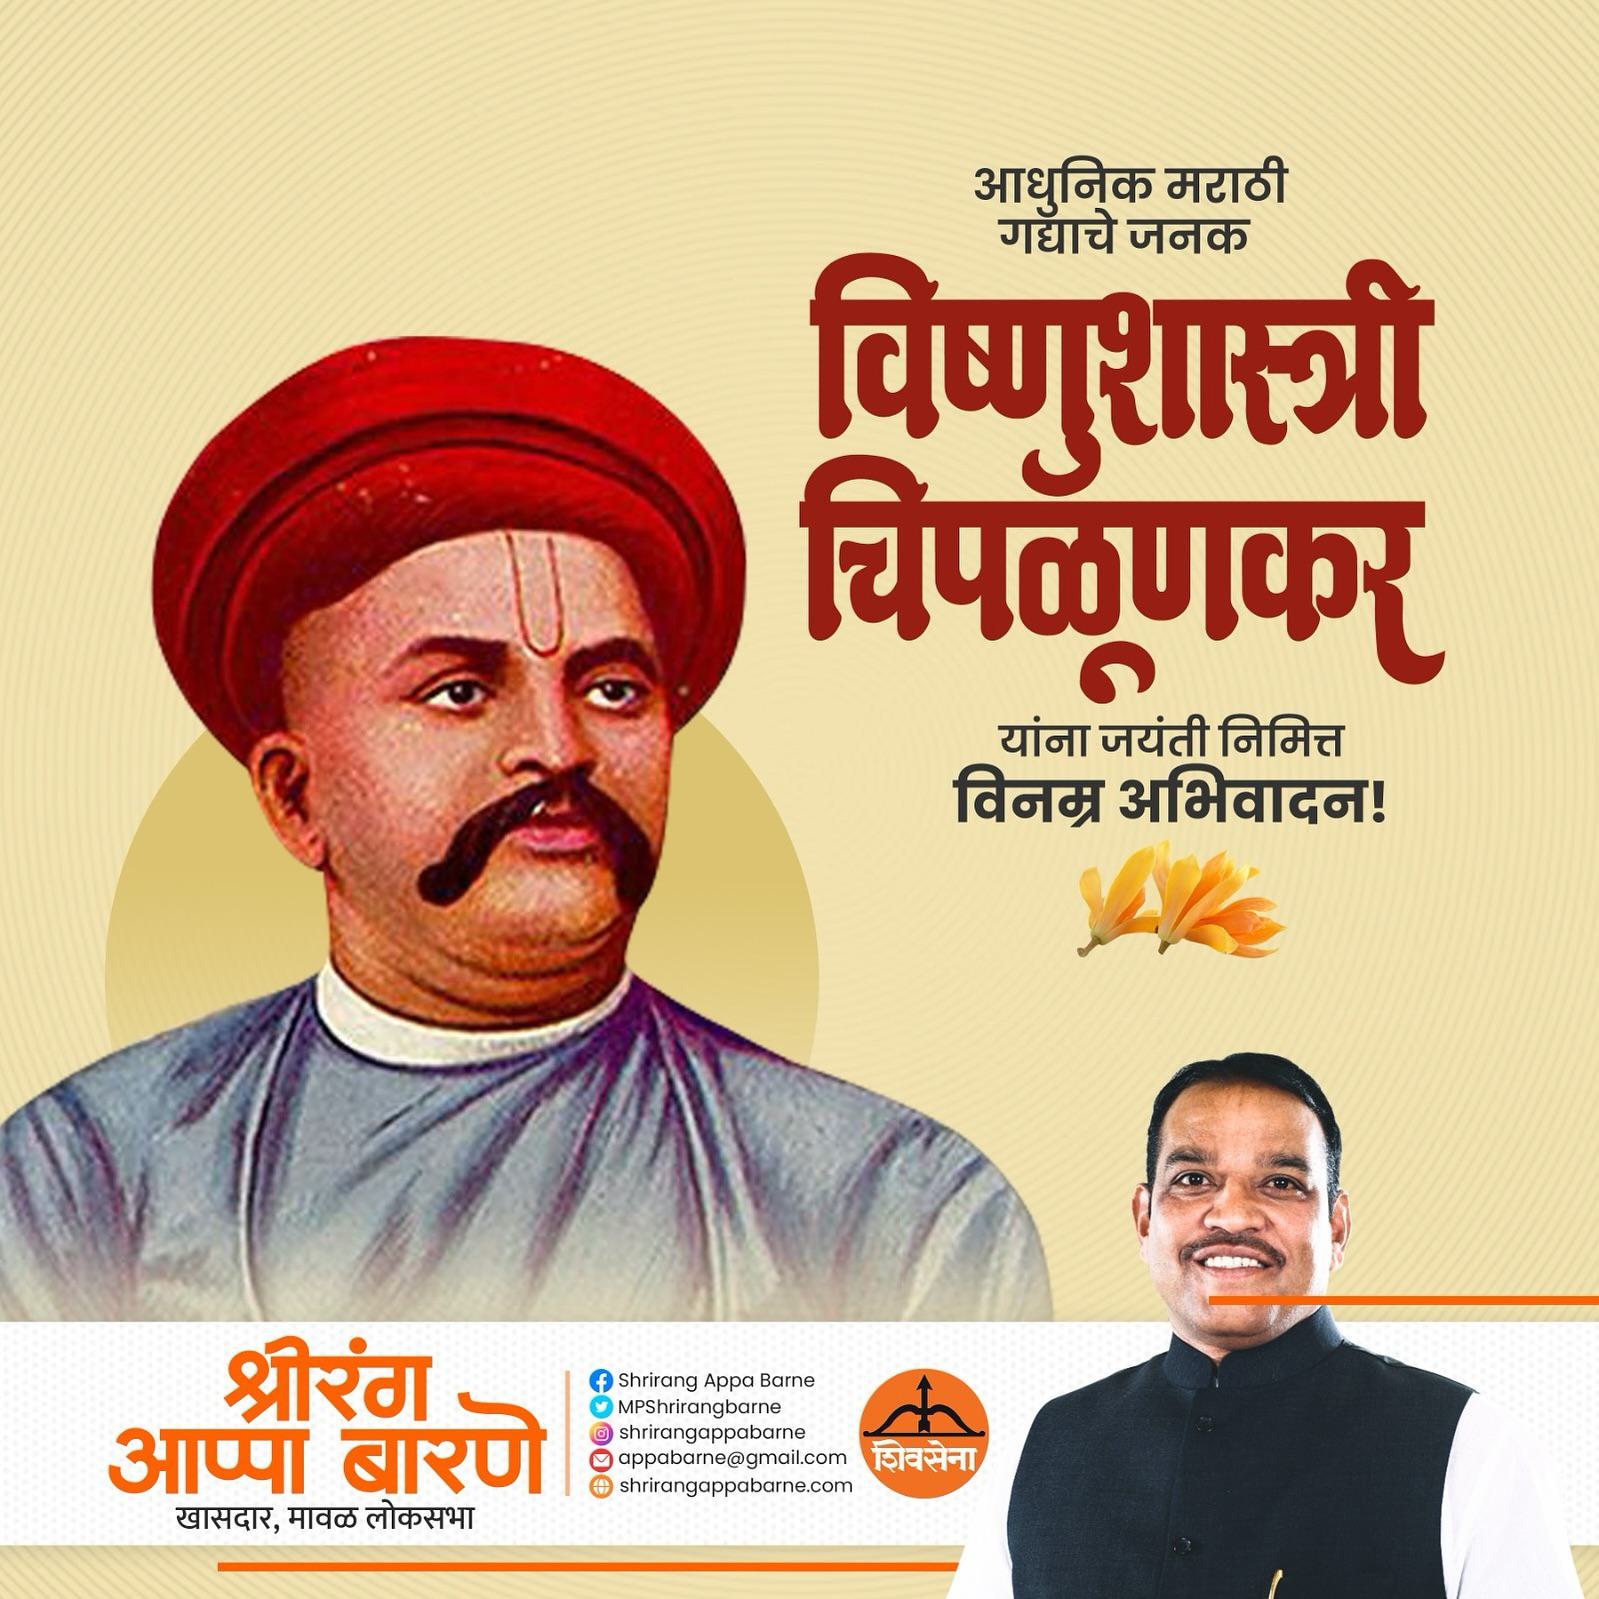 आधुनिक मराठी
गद्याचे जनक
विष्णुशास्त्री
चिपळूणकर
यांना जयंती निमित्त
विनम्र अभिवादन!
श्रीरंग
आप्पा बारणे
खासदार, मावळ लोकसभा
Shrirang Appa Barne
MPShrirangbarne
shrirangappabarne
appabarne@gmail.com
shrirangappabarne.com
शिवसेना